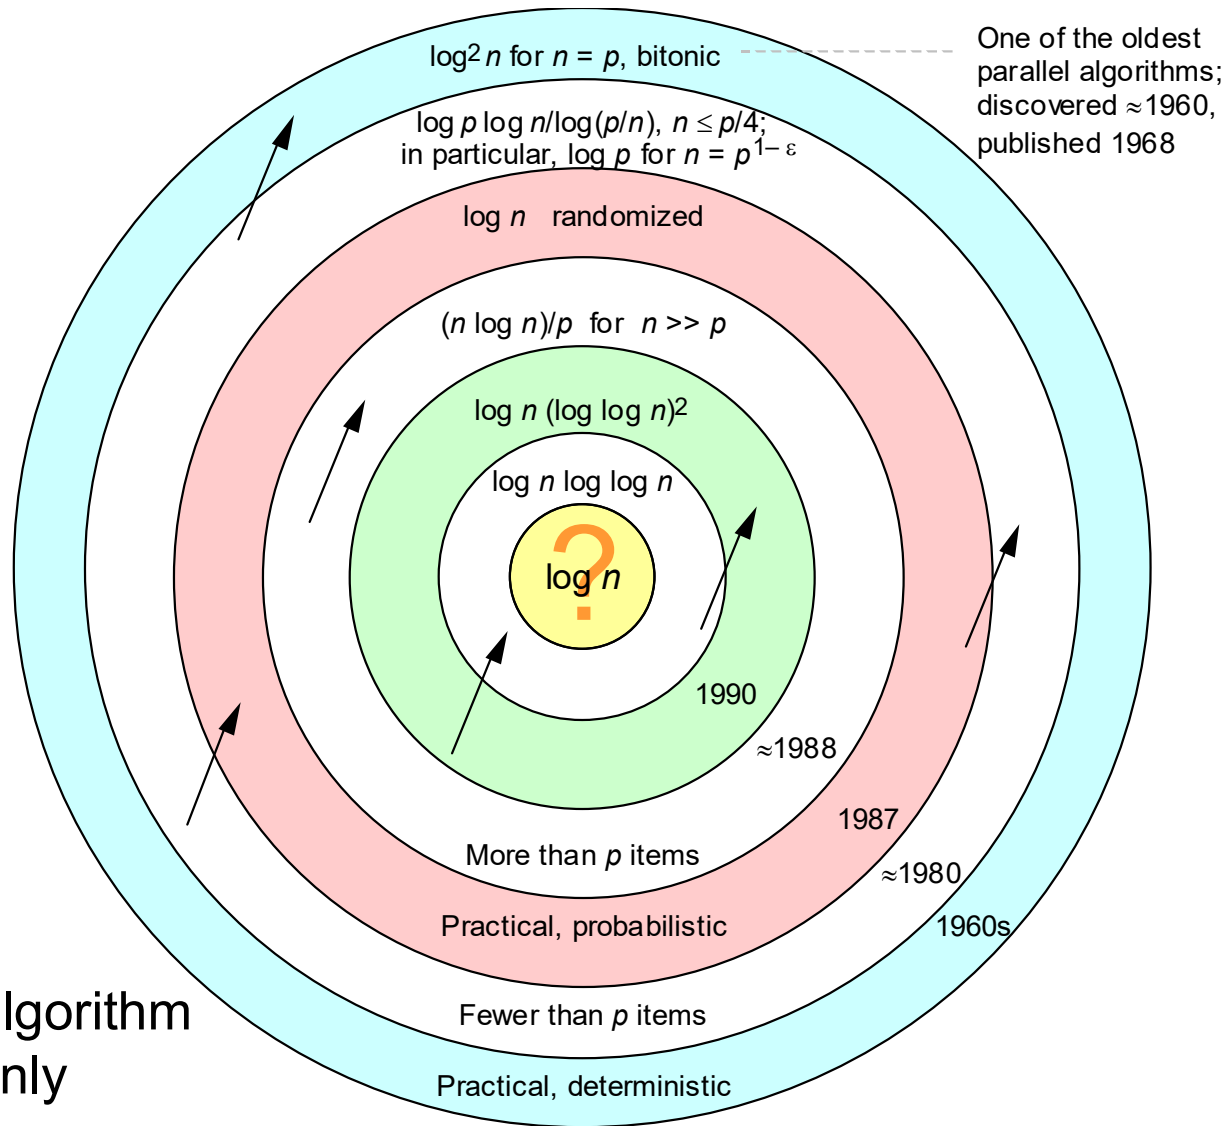 log² n for n = p, bitonic
One of the oldest
parallel algorithms;
discovered ≈1960,
published 1968
log p log n/log(p/n), n ≤ p/4;
in particular, log p for n = p^1– ε
log n randomized
(n log n)/p for n >> p
log n (log log n)²
log n log log n
?
log n
1990
≈1988
1987
≈1980
1960s
More than p items
Practical, probabilistic
Fewer than p items
Practical, deterministic
lgorithm
nly